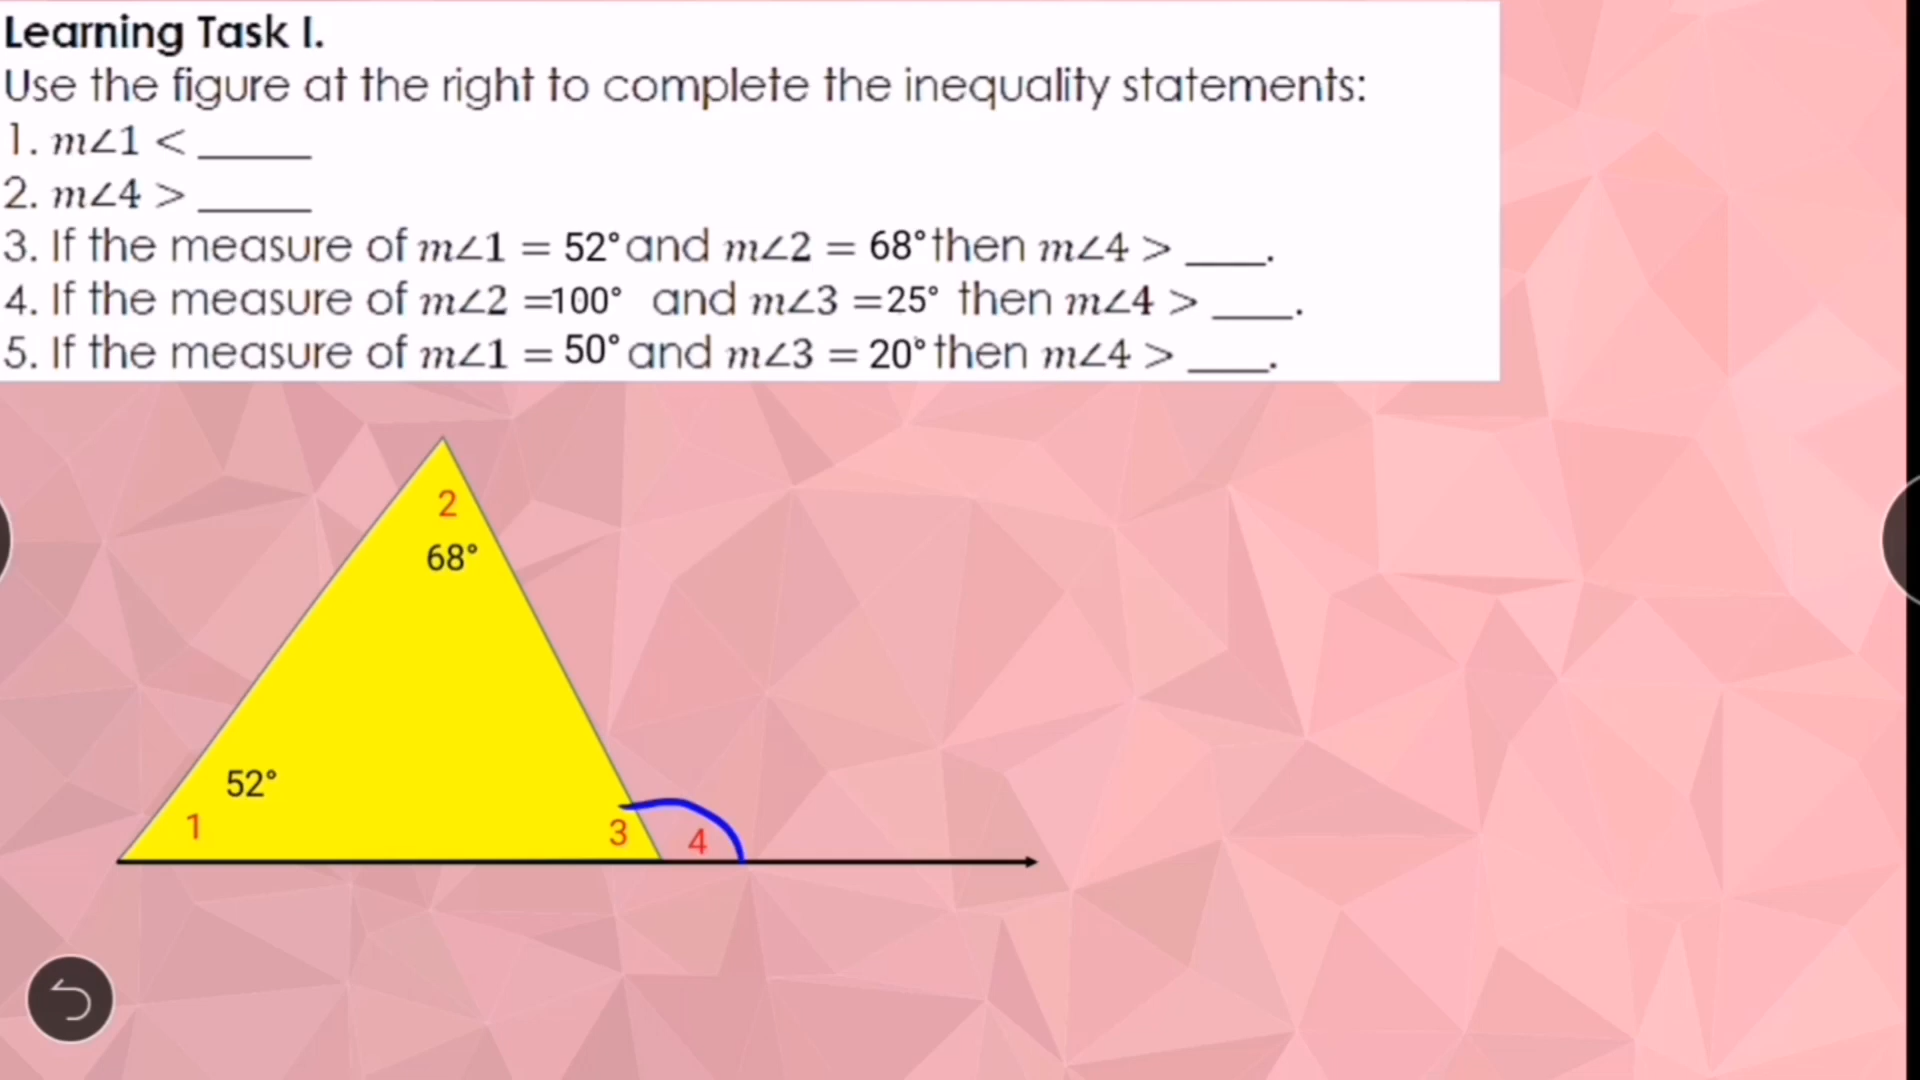 Learning Task I.
Use the figure at the right to complete the inequality statements:
1. m∠1 < _____
2. m∠4 > _____
3. If the measure of m∠1 = 52° and m∠2 = 68° then m∠4 > ____.
4. If the measure of m∠2 =100° and m∠3 =25° then m∠4 > ____.
5. If the measure of m∠1 = 50° and m∠3 = 20° then m∠4 > ____.
2
68°
52°
1
3
4